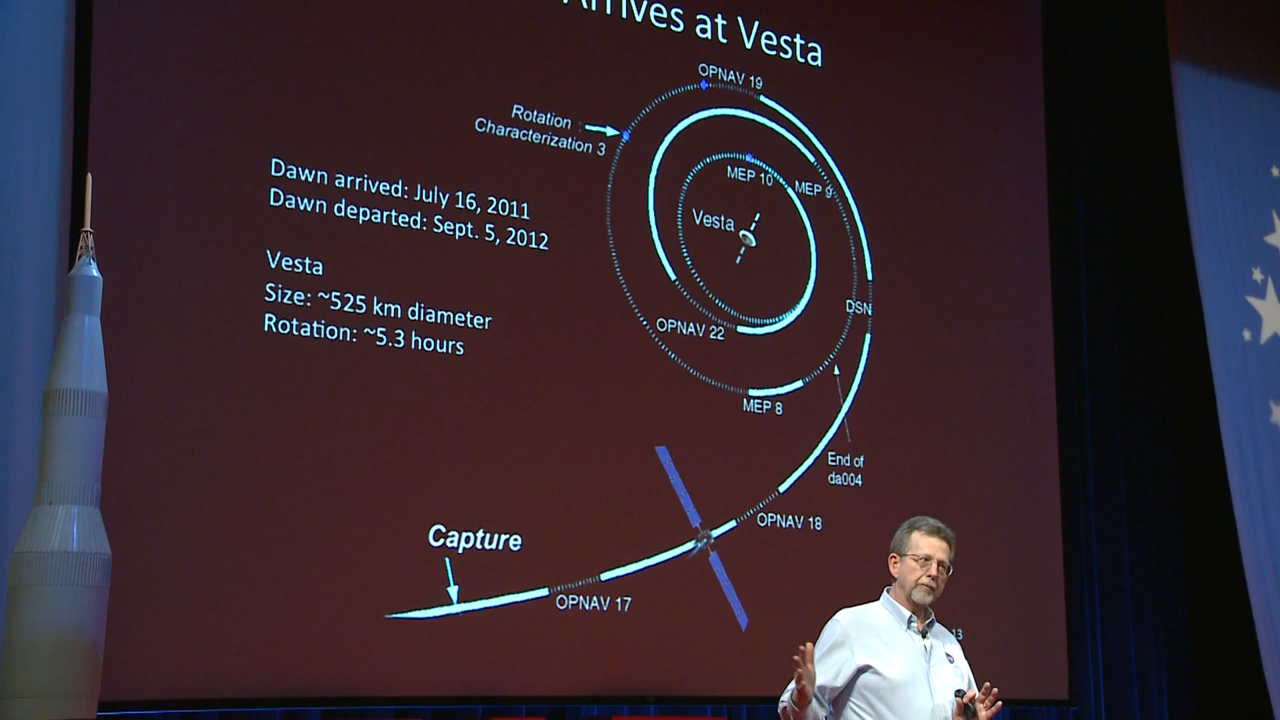 Arrives at Vesta
OPNAV 19
Rotation
Characterization 3
MEP 10
MEP 9
Dawn arrived: July 16, 2011
Dawn departed: Sept. 5, 2012
Vesta
Vesta
Size: ~525 km diameter
Rotation: ~5.3 hours
DSN
OPNAV 22
MEP 8
End of
da004
OPNAV 18
Capture
OPNAV 17
13